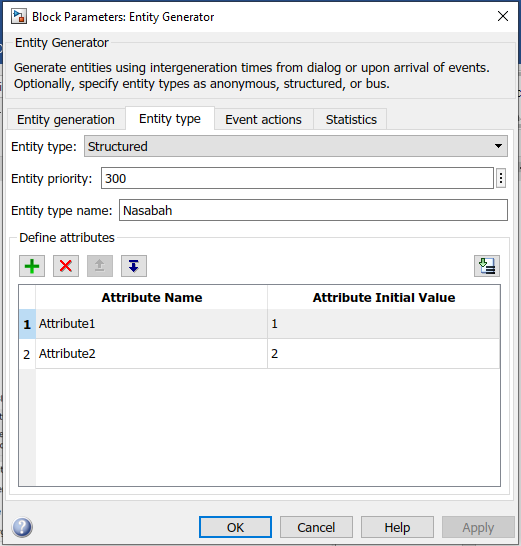 Block Parameters: Entity Generator
Entity Generator
Generate entities using intergeneration times from dialog or upon arrival of events.
Optionally, specify entity types as anonymous, structured, or bus.
Entity generation Entity type Event actions Statistics
Entity type: Structured
Entity priority: 300
Entity type name: Nasabah
Define attributes
Attribute Name Attribute Initial Value
1 Attribute1 1
2 Attribute2 2
OK Cancel Help Apply